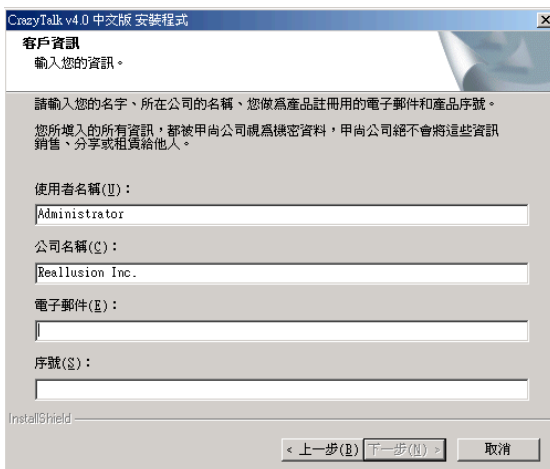 CrazyTalk v4.0 中文版 安裝程式
客戶資訊
輸入您的資訊。
請輸入您的名字、所在公司的名稱、您做爲產品註冊用的電子郵件和產品序號。
您所填入的所有資訊，都被甲尚公司視爲機密資料，甲尚公司絕不會將這些資訊
銷售、分享或租賃給他人。
使用者名稱(U)：
Administrator
公司名稱(C)：
Reallusion Inc.
電子郵件(E)：
序號(S)：
InstallShield
< 上一步(B) 下一步(N) > 取消